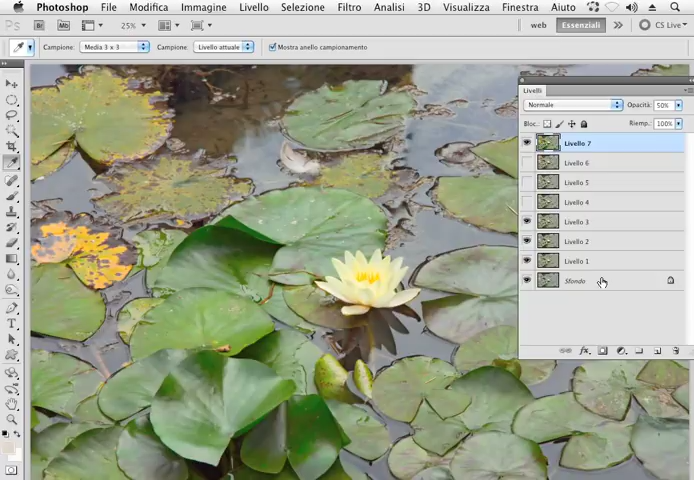 Photoshop File Modifica Immagine Livello Selezione Filtro Analisi 3D Visualizza Finestra Aiuto
Ps 25% web Essenziali CS Live
Campione: Media 3 x 3 Campione: Livello attuale Mostra anello campionamento
Livelli
Normale Opacità: 50%
Bloc.: Riemp.: 100%
Livello 7
Livello 6
Livello 5
Livello 4
Livello 3
Livello 2
Livello 1
Sfondo
fx